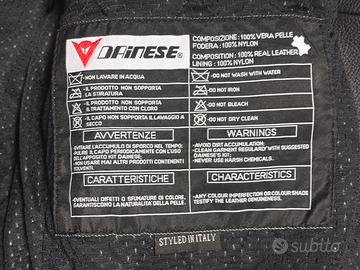 DAINESE®
COMPOSIZIONE: 100% VERA PELLE
FODERA : 100% NYLON
COMPOSITION : 100% REAL LEATHER
LINING : 100% NYLON
-NON LAVARE IN ACQUA
-DO NOT WASH WITH WATER
-IL PRODOTTO NON SOPPORTA
LA STIRATURA
-DO NOT IRON
-IL PRODOTTO NON SOPPORTA
TRATTAMENTO CON CLORO
-DO NOT BLEACH
-IL CAPO NON SOPPORTA IL LAVAGGIO A
SECCO
-DO NOT DRY CLEAN
AVVERTENZE
WARNINGS
-EVITARE L'ACCUMULO DI SPORCO NEL TEMPO.
-PULIRE IL CAPO PERIODICAMENTE CON L'USO
DELL'APPOSITO KIT DAINESE.
-NON USARE MAI ALTRI PRODOTTI
CONTENENTI SOLVENTI.
-AVOID DIRT ACCUMULATION;
-CLEAN GARMENT REGULARLY WITH SUGGESTED
DAINESE'S KIT;
-NEVER USE HARSH CHEMICALS.
CARATTERISTICHE
CHARACTERISTICS
-EVENTUALI DIFETTI O SFUMATURE DI COLORE,
GARANTISCONO LA NATURALITÀ DELLA PELLE.
-ANY COLOUR IMPERFECTION OR COLOUR SHADE
TESTIFY THE LEATHER GENUINENESS.
STYLED IN ITALY
subito